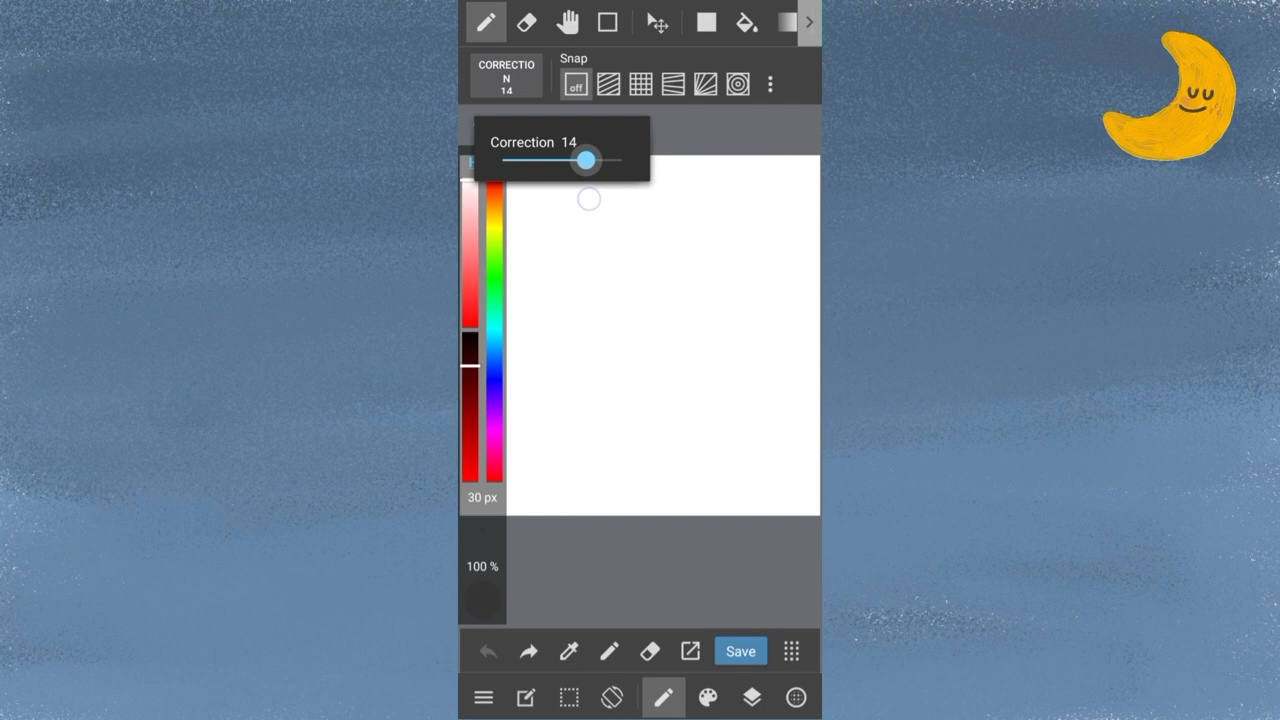 CORRECTIO
N
14
Snap
off
Correction 14
30 px
100 %
Save